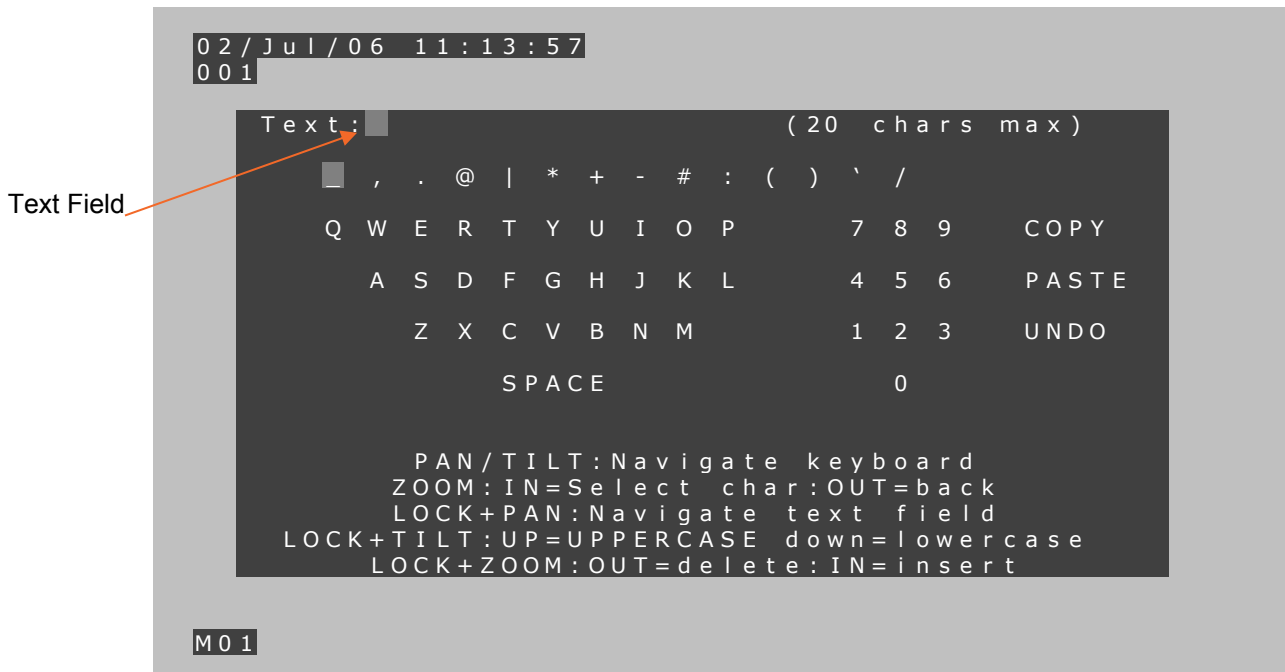 02/Jul/06 11:13:57
001
Text: (20 chars max)
_ , . @ | * + - # : ( ) ` /
Text Field
Q W E R T Y U I O P 7 8 9 COPY
A S D F G H J K L 4 5 6 PASTE
Z X C V B N M 1 2 3 UNDO
SPACE 0
PAN/TILT:Navigate keyboard
ZOOM:IN=Select char:OUT=back
LOCK+PAN:Navigate text field
LOCK+TILT:UP=UPPERCASE down=lowercase
LOCK+ZOOM:OUT=delete:IN=insert
M01